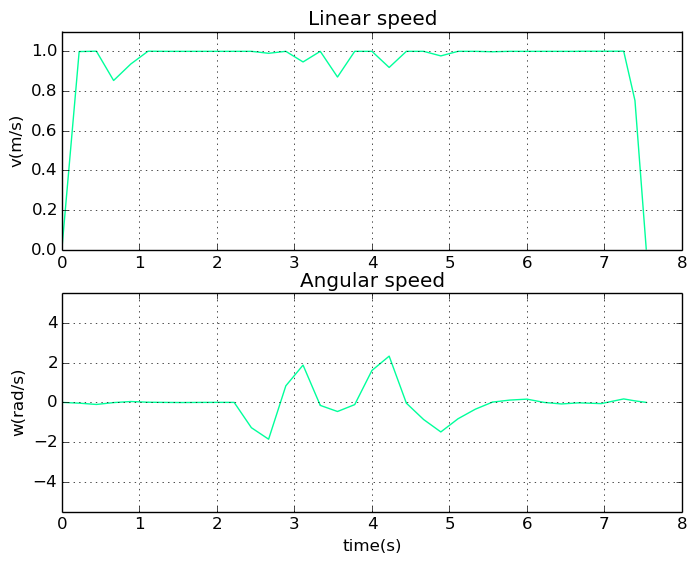 Linear speed
1.0
0.8
0.6
0.4
0.2
0.0
v(m/s)
0 1 2 3 4 5 6 7 8
Angular speed
4
2
0
−2
−4
w(rad/s)
0 1 2 3 4 5 6 7 8
time(s)